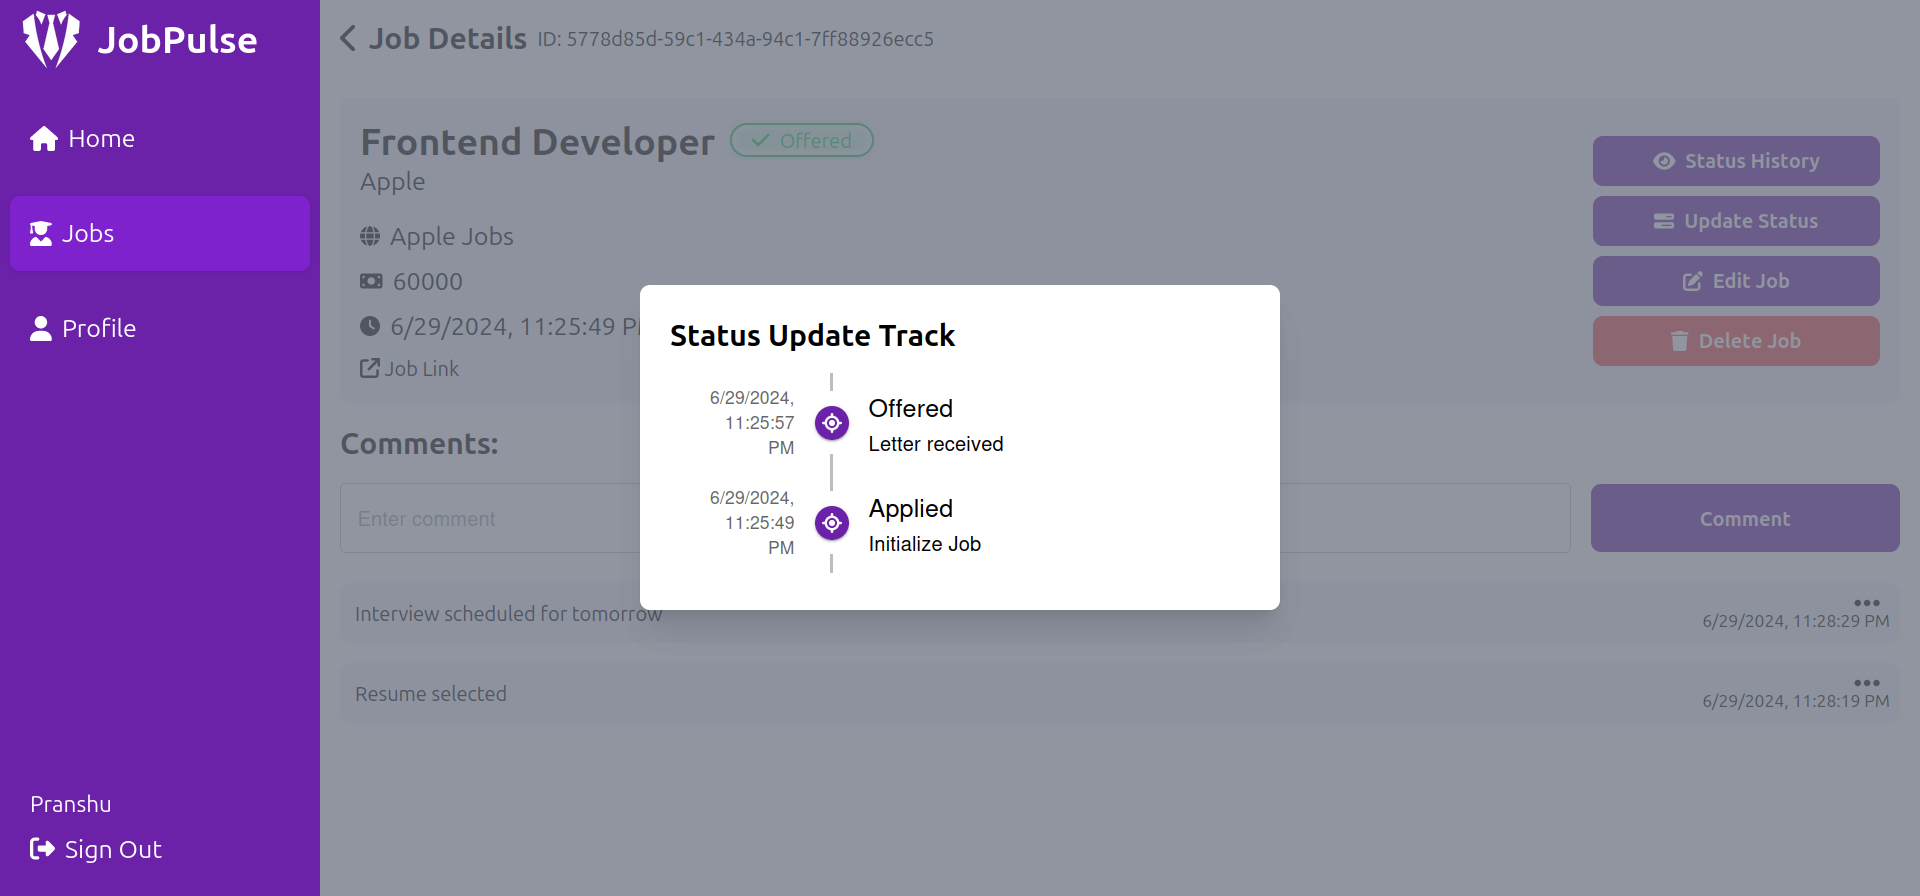 JobPulse
Home
Jobs
Profile
Pranshu
Sign Out
Job Details ID: 5778d85d-59c1-434a-94c1-7ff88926ecc5
Frontend Developer Offered
Apple
Apple Jobs
60000
6/29/2024, 11:25:49 P
Job Link
Status History
Update Status
Edit Job
Delete Job
Status Update Track
6/29/2024,
11:25:57
PM
Offered
Letter received
6/29/2024,
11:25:49
PM
Applied
Initialize Job
Comments:
Enter comment
Comment
Interview scheduled for tomorrow
6/29/2024, 11:28:29 PM
Resume selected
6/29/2024, 11:28:19 PM